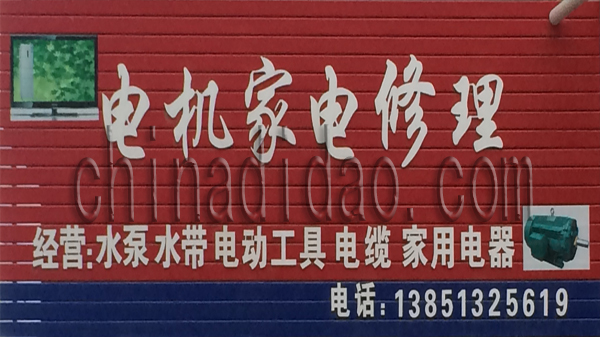 电机家电修理
chinadidao.com
经营:水泵 水带 电动工具 电缆 家用电器
电话: 13851325619